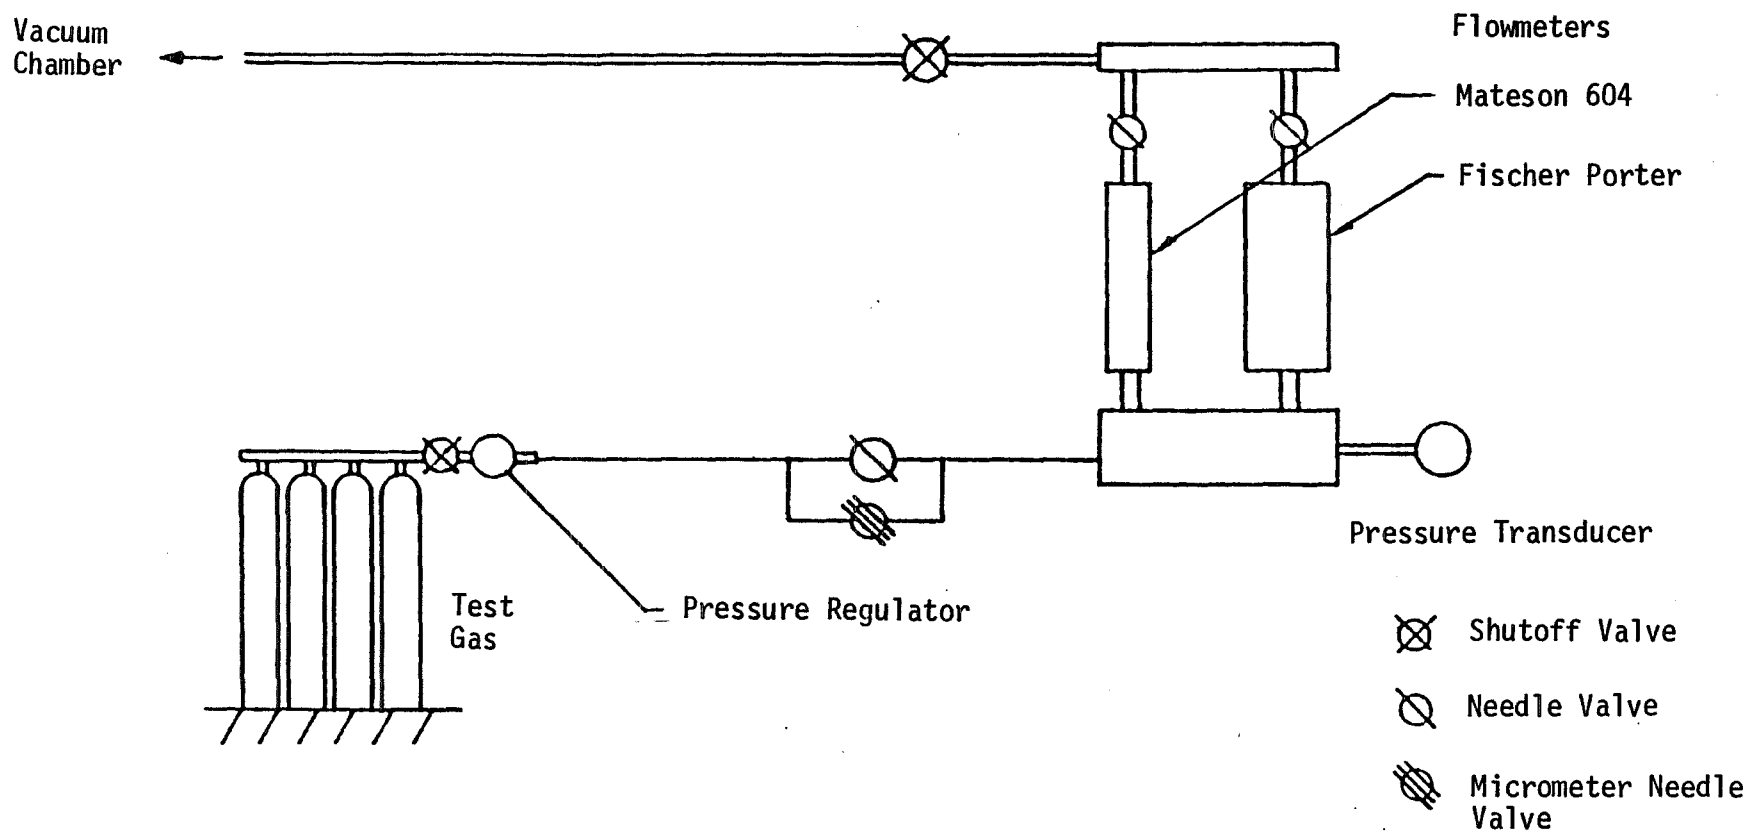 Vacuum
Chamber
Flowmeters
Mateson 604
Fischer Porter
Pressure Transducer
Test
Gas
Pressure Regulator
Shutoff Valve
Needle Valve
Micrometer Needle
Valve